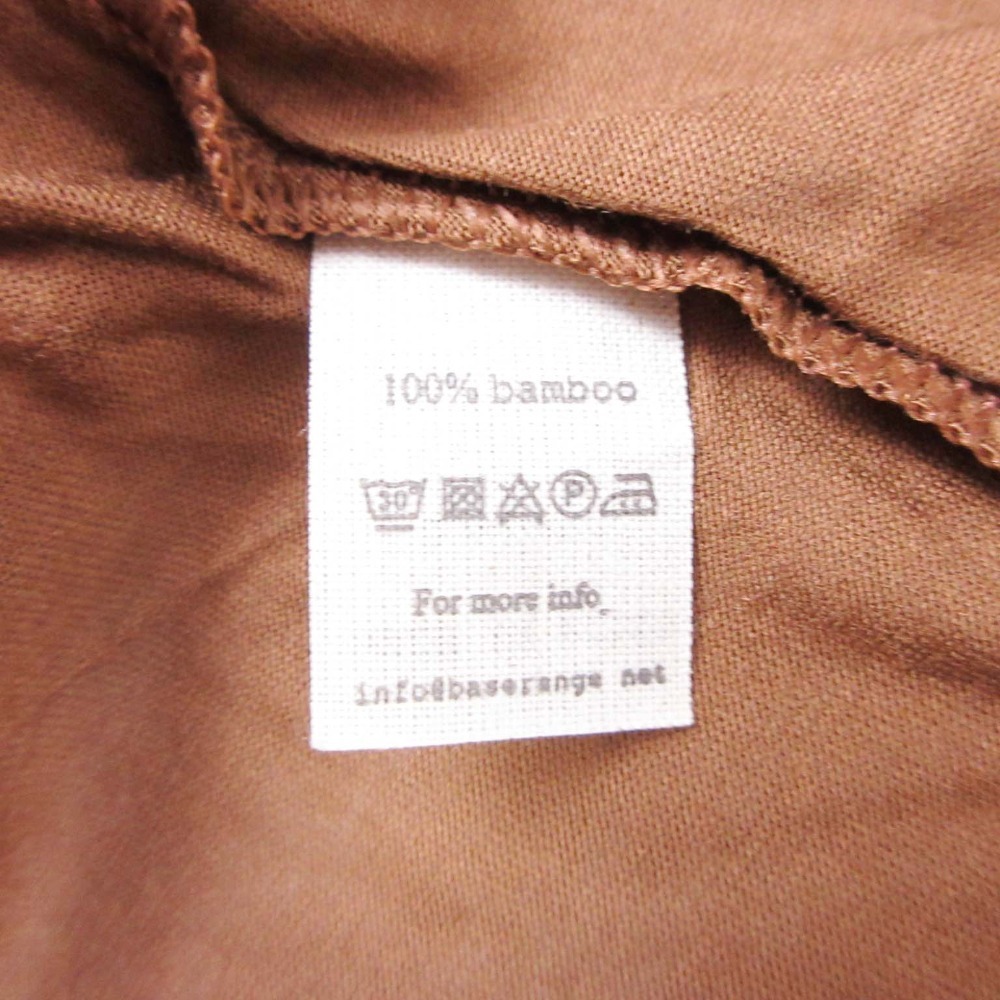 100% bamboo
30° P
For more info.
info@baserange.net